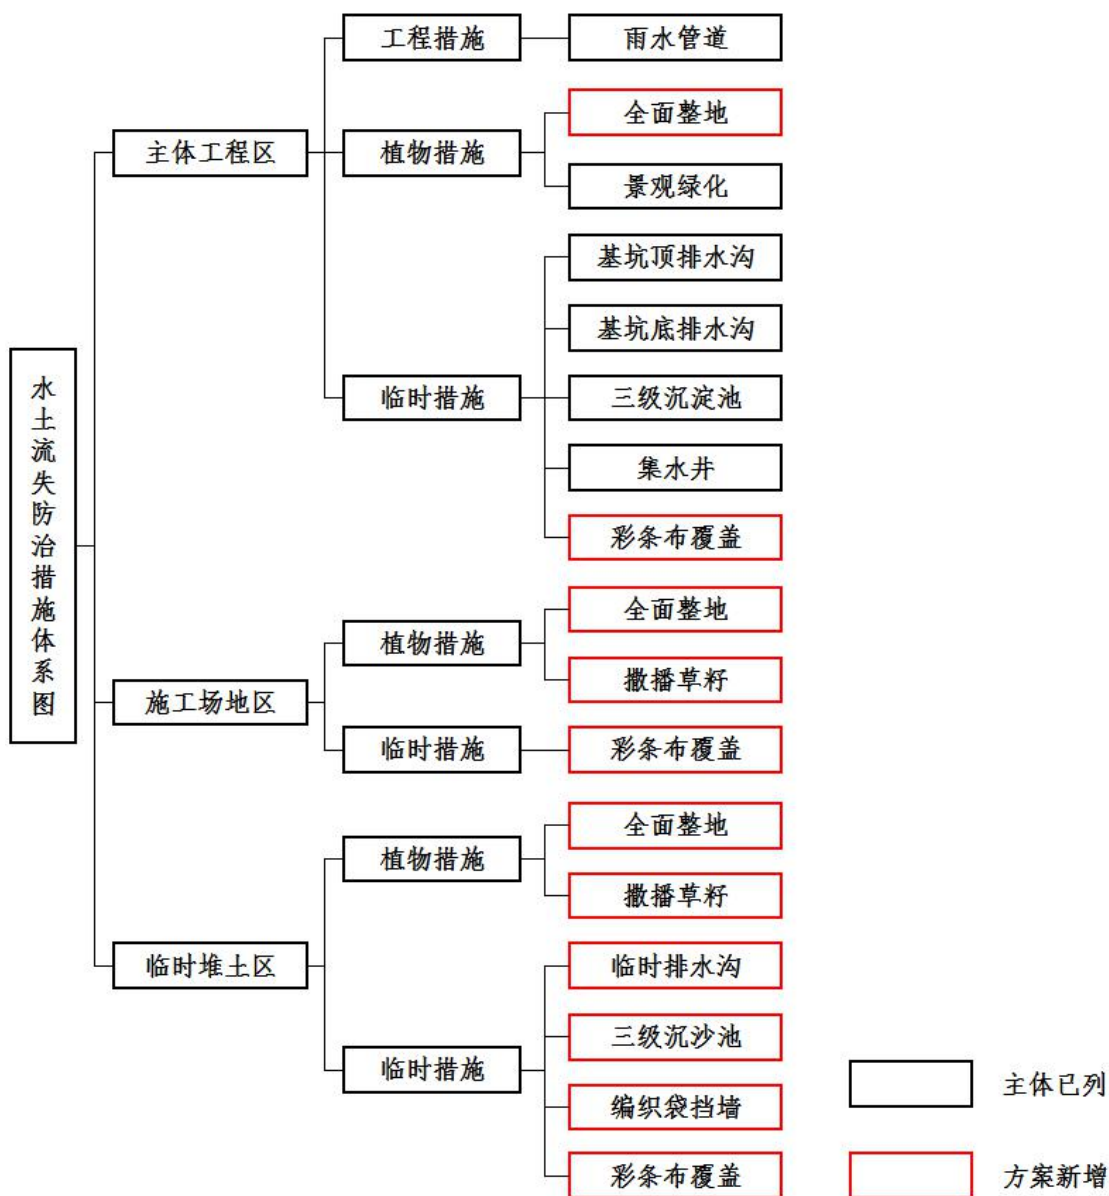 水土流失防治措施体系图
主体工程区
工程措施
雨水管道
植物措施
全面整地
景观绿化
临时措施
基坑顶排水沟
基坑底排水沟
三级沉淀池
集水井
彩条布覆盖
施工场地区
植物措施
全面整地
撒播草籽
临时措施
彩条布覆盖
临时堆土区
植物措施
全面整地
撒播草籽
临时措施
临时排水沟
三级沉沙池
编织袋挡墙
彩条布覆盖
主体已列
方案新增